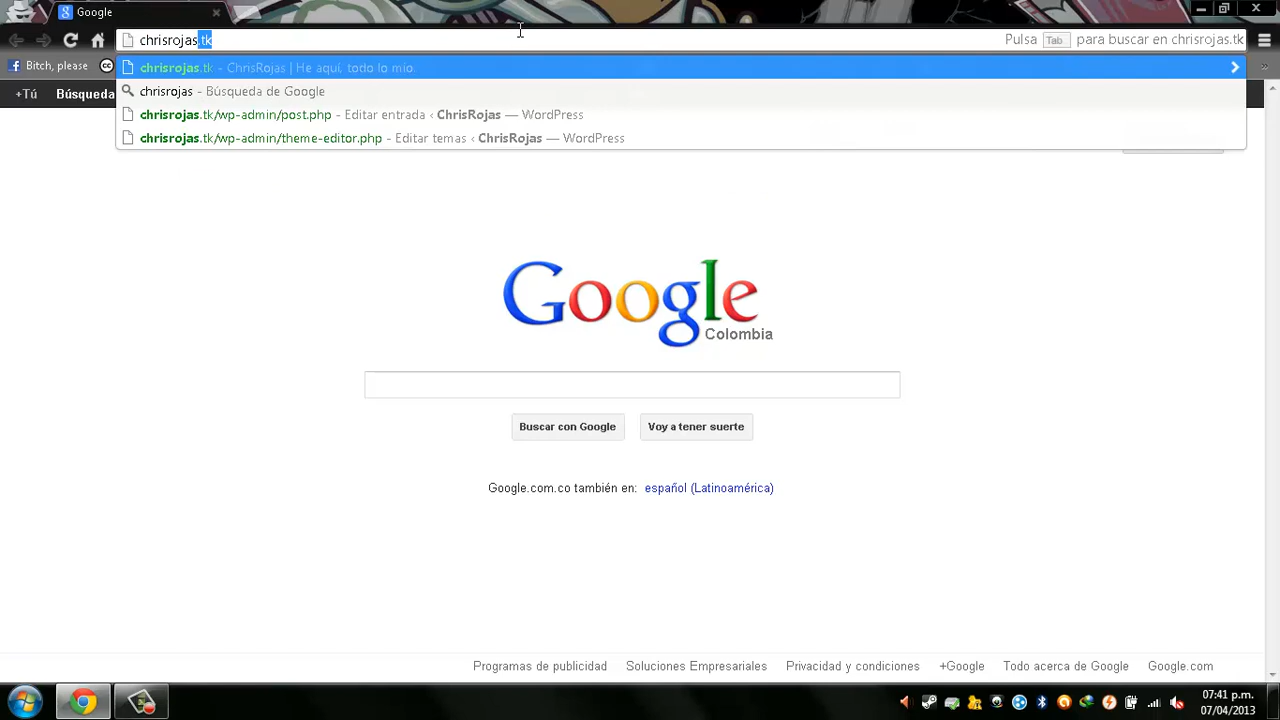 Google
chrisrojas.tk
Pulsa Tab para buscar en chrisrojas.tk
Bitch, please
chrisrojas.tk - ChrisRojas | He aquí, todo lo mio.
chrisrojas - Búsqueda de Google
chrisrojas.tk/wp-admin/post.php - Editar entrada ‹ ChrisRojas — WordPress
chrisrojas.tk/wp-admin/theme-editor.php - Editar temas ‹ ChrisRojas — WordPress
+Tú Búsqueda
Google
Colombia
Buscar con Google Voy a tener suerte
Google.com.co también en: español (Latinoamérica)
Programas de publicidad Soluciones Empresariales Privacidad y condiciones +Google Todo acerca de Google Google.com
07:41 p.m.
07/04/2013